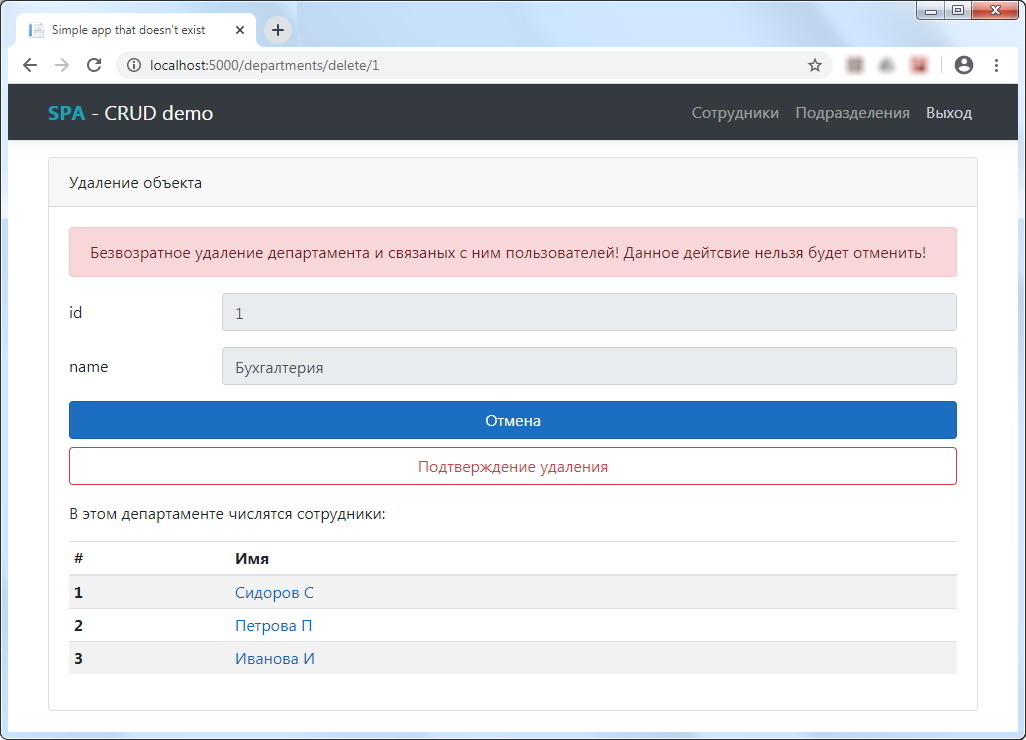 Simple app that doesn't exist
localhost:5000/departments/delete/1
SPA - CRUD demo
Сотрудники Подразделения Выход
Удаление объекта
Безвозратное удаление департамента и связаных с ним пользователей! Данное дейтсвие нельзя будет отменить!
id 1
name Бухгалтерия
Отмена
Подтверждение удаления
В этом департаменте числятся сотрудники:
# Имя
1 Сидоров С
2 Петрова П
3 Иванова И